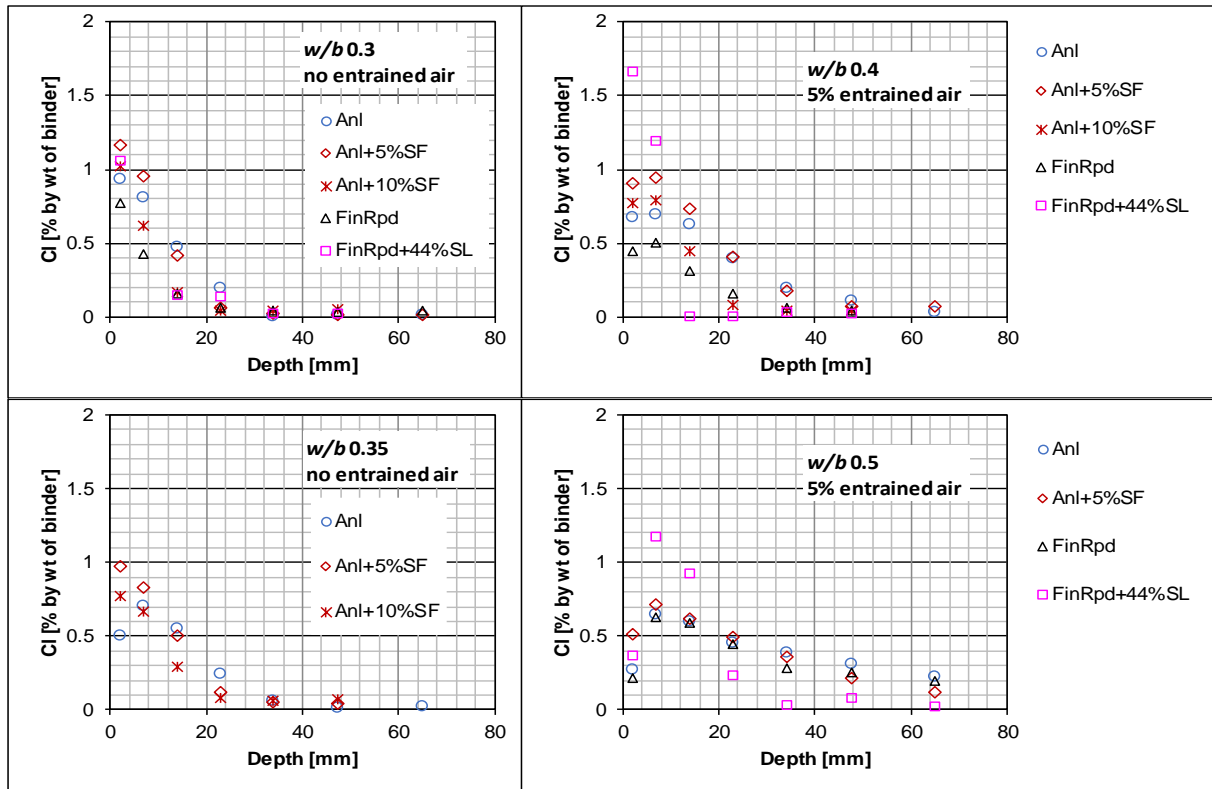 2
1.5
1
0.5
0
Cl [% by wt of binder]
w/b 0.3
no entrained air
Anl
Anl+5%SF
Anl+10%SF
FinRpd
FinRpd+44%SL
0 20 40 60 80
Depth [mm]
2
1.5
1
0.5
0
Cl [% by wt of binder]
w/b 0.4
5% entrained air
0 20 40 60 80
Depth [mm]
Anl
Anl+5%SF
Anl+10%SF
FinRpd
FinRpd+44%SL
2
1.5
1
0.5
0
Cl [% by wt of binder]
w/b 0.35
no entrained air
Anl
Anl+5%SF
Anl+10%SF
0 20 40 60 80
Depth [mm]
2
1.5
1
0.5
0
Cl [% by wt of binder]
w/b 0.5
5% entrained air
0 20 40 60 80
Depth [mm]
Anl
Anl+5%SF
FinRpd
FinRpd+44%SL